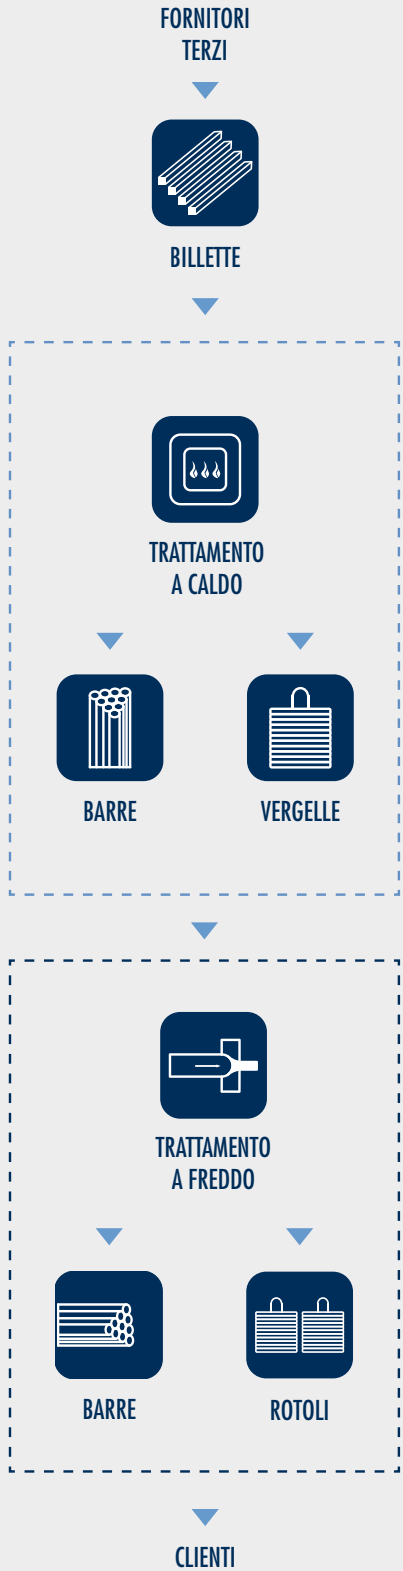 FORNITORI
TERZI
BILLETTE
TRATTAMENTO
A CALDO
BARRE
VERGELLE
TRATTAMENTO
A FREDDO
BARRE
ROTOLI
CLIENTI